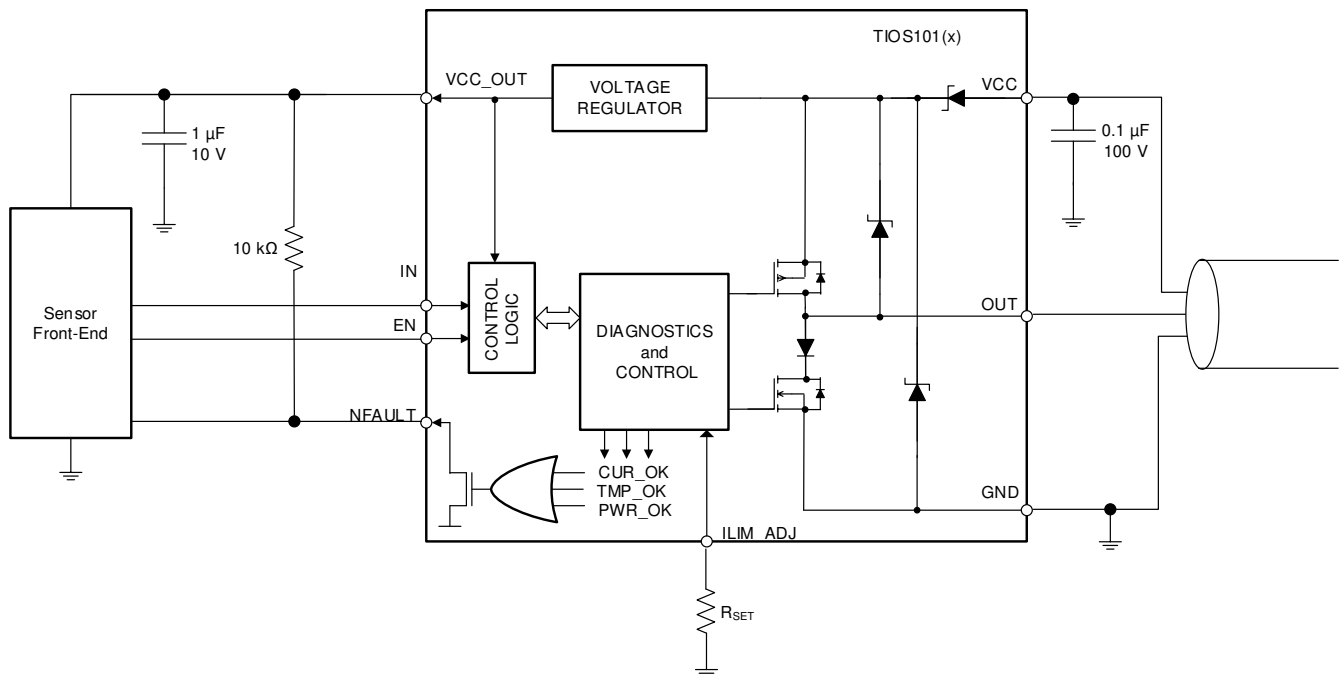 TIOS101(x)
VCC_OUT
VOLTAGE
REGULATOR
VCC
1 µF
10 V
0.1 µF
100 V
10 kΩ
IN
Sensor
Front-End
EN
CONTROL
LOGIC
DIAGNOSTICS
and
CONTROL
OUT
NFAULT
CUR_OK
TMP_OK
PWR_OK
GND
ILIM_ADJ
RSET